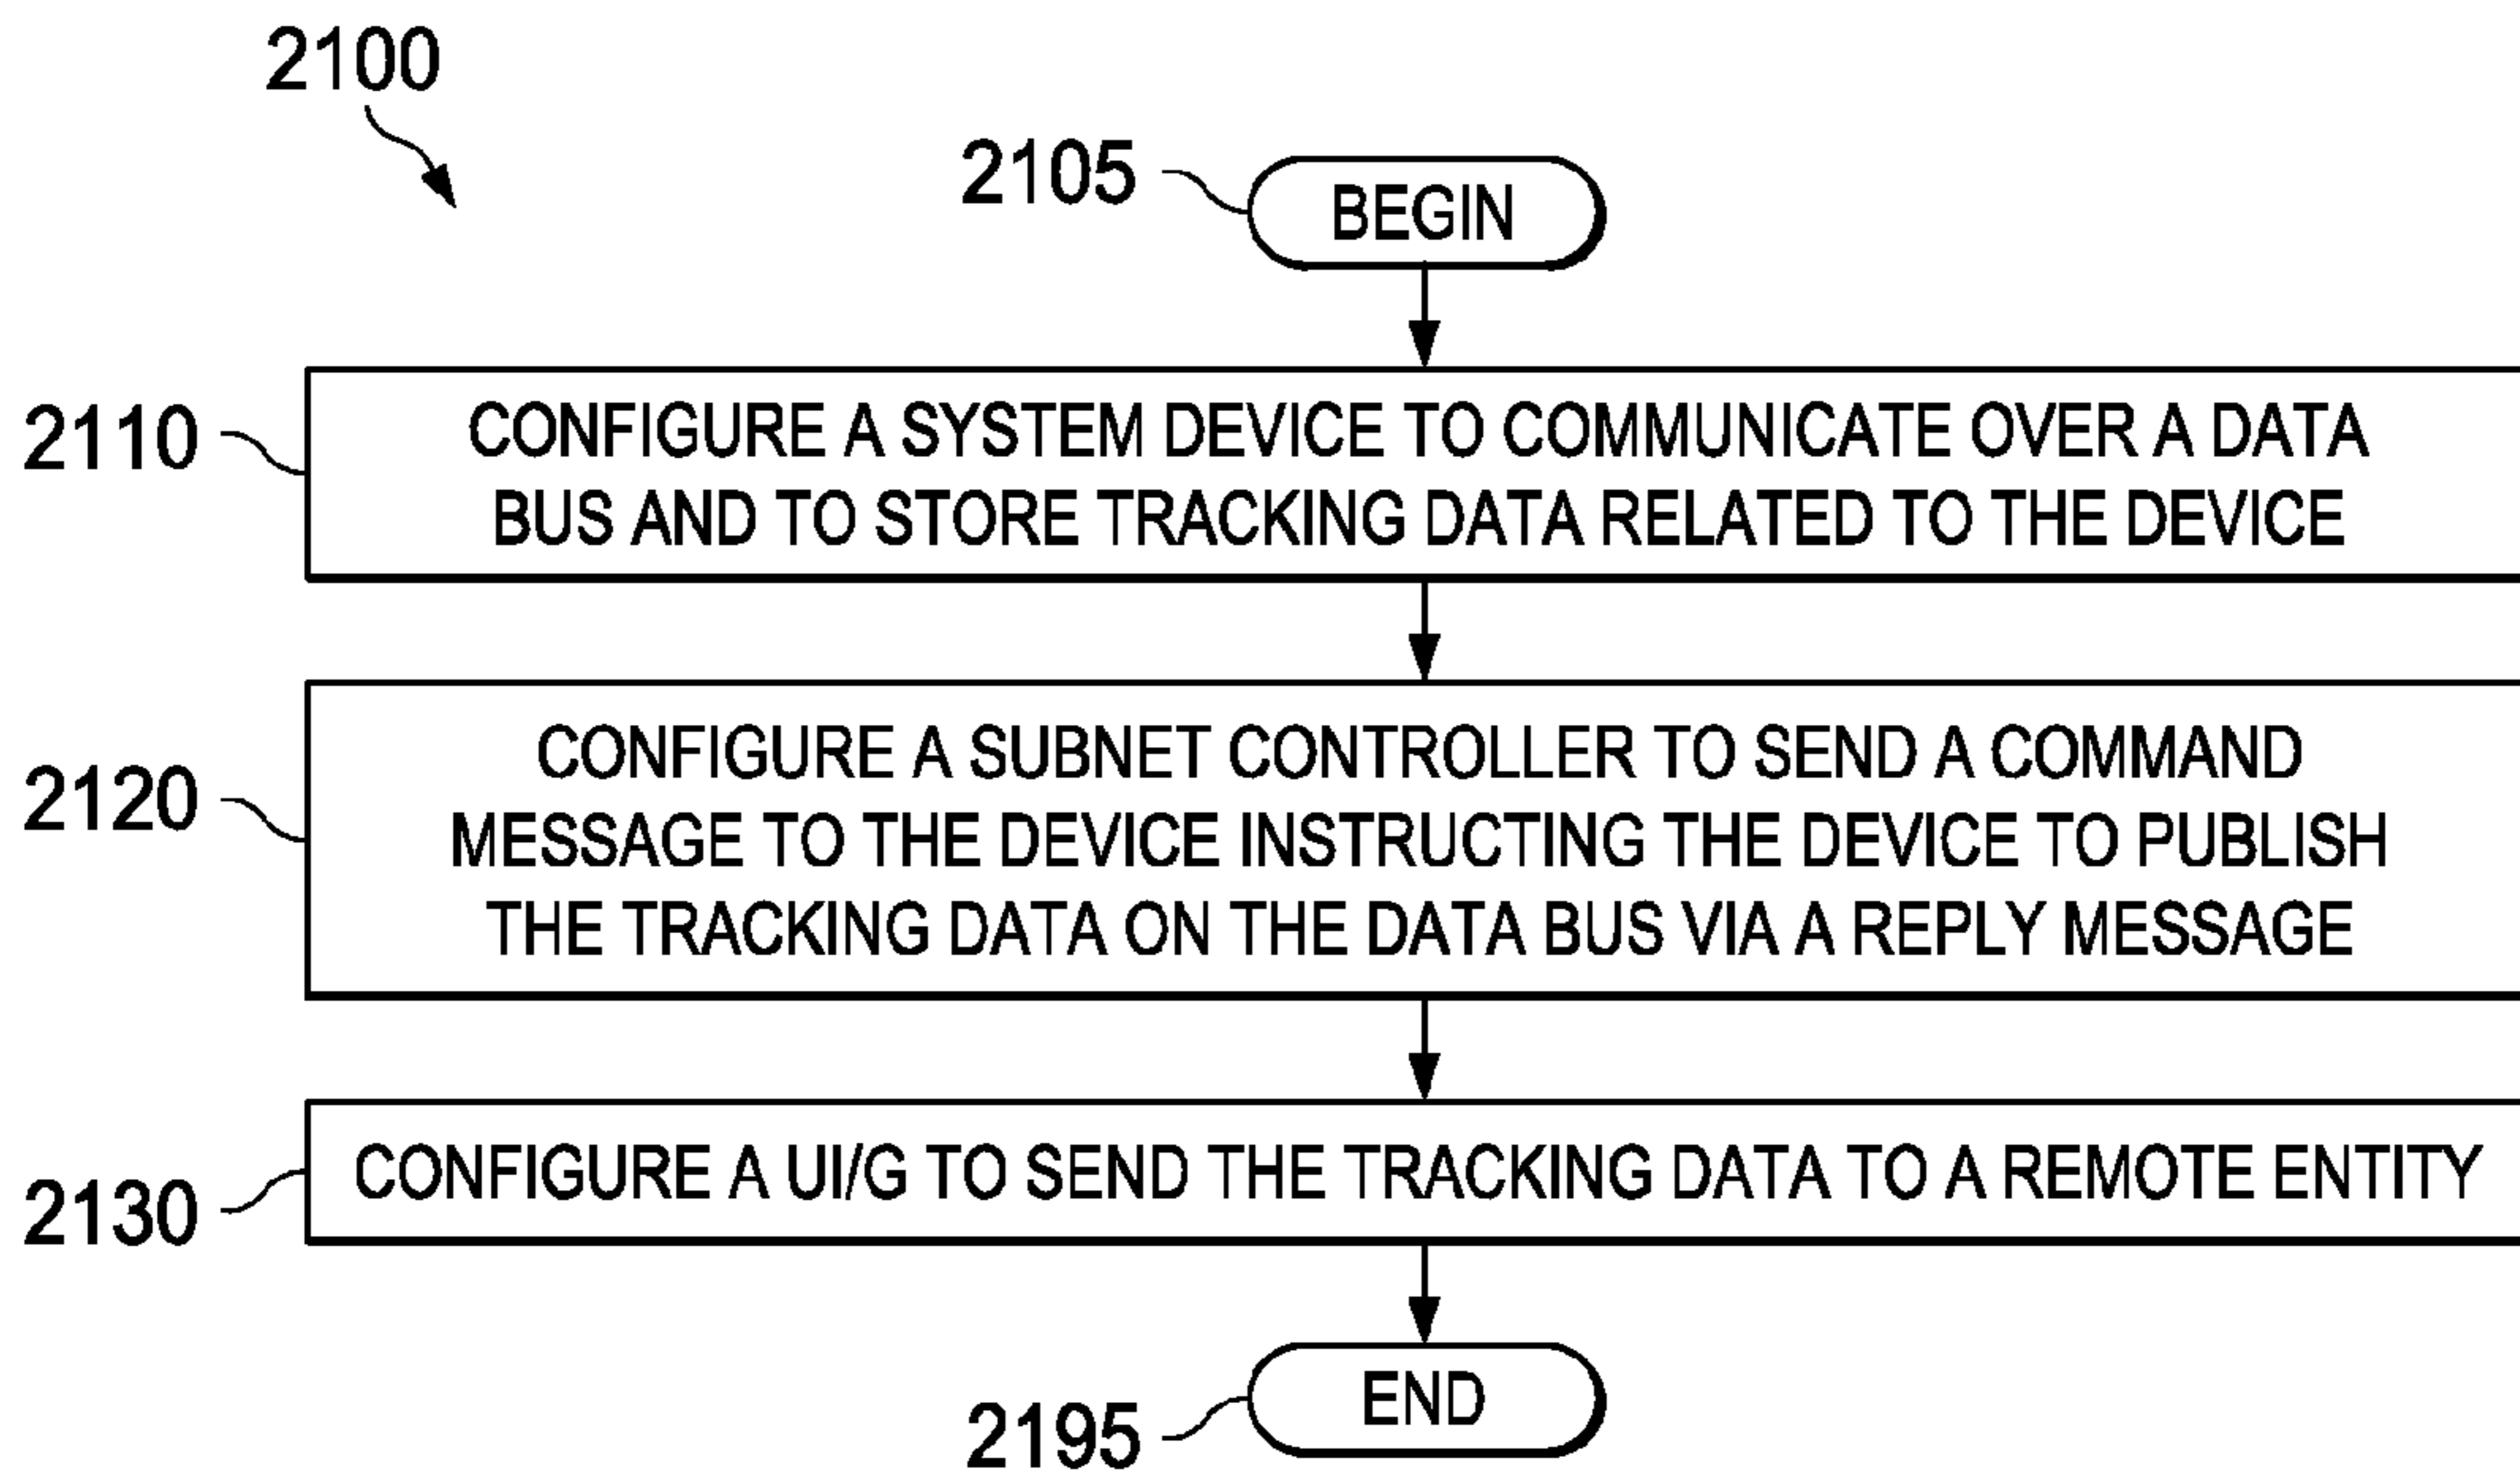 2100
2105
BEGIN
2110
CONFIGURE A SYSTEM DEVICE TO COMMUNICATE OVER A DATA
BUS AND TO STORE TRACKING DATA RELATED TO THE DEVICE
2120
CONFIGURE A SUBNET CONTROLLER TO SEND A COMMAND
MESSAGE TO THE DEVICE INSTRUCTING THE DEVICE TO PUBLISH
THE TRACKING DATA ON THE DATA BUS VIA A REPLY MESSAGE
2130
CONFIGURE A UI/G TO SEND THE TRACKING DATA TO A REMOTE ENTITY
2195
END